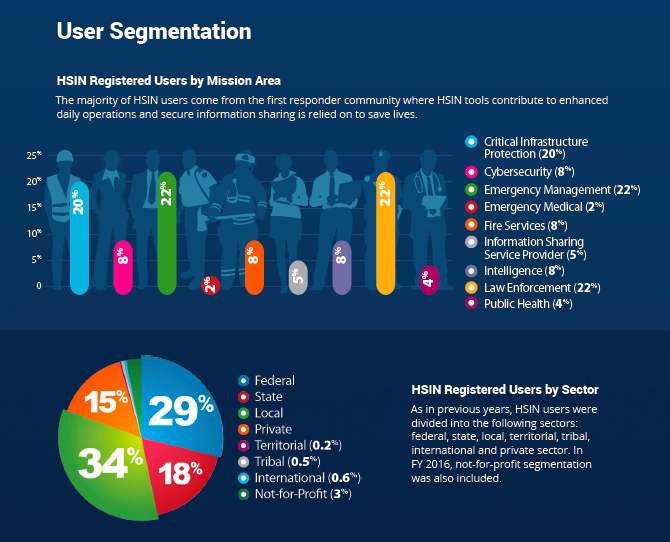 User Segmentation
HSIN Registered Users by Mission Area
The majority of HSIN users come from the first responder community where HSIN tools contribute to enhanced
daily operations and secure information sharing is relied on to save lives.
25%
20%
15%
10%
5%
0
20%
8%
22%
2%
8%
5%
8%
22%
4%
Critical Infrastructure
Protection (20%)
Cybersecurity (8%)
Emergency Management (22%)
Emergency Medical (2%)
Fire Services (8%)
Information Sharing
Service Provider (5%)
Intelligence (8%)
Law Enforcement (22%)
Public Health (4%)
15%
29%
34%
18%
Federal
State
Local
Private
Territorial (0.2%)
Tribal (0.5%)
International (0.6%)
Not-for-Profit (3%)
HSIN Registered Users by Sector
As in previous years, HSIN users were
divided into the following sectors:
federal, state, local, territorial, tribal,
international and private sector. In
FY 2016, not-for-profit segmentation
was also included.